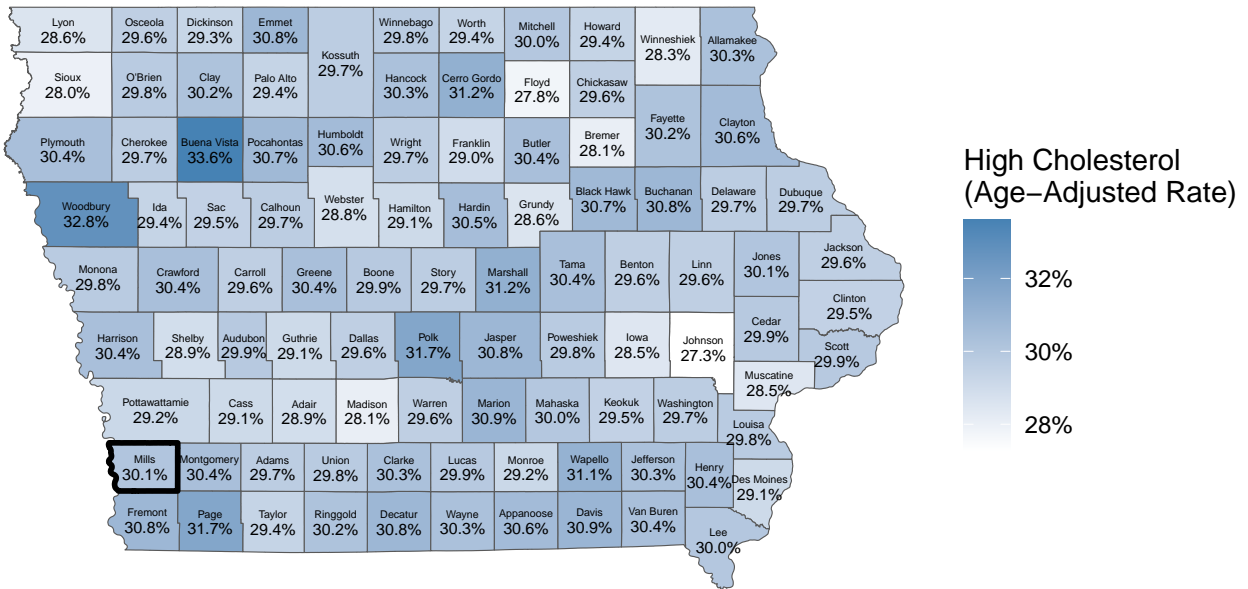 Lyon Osceola Dickinson Emmet Winnebago Worth Mitchell Howard
28.6% 29.6% 29.3% 30.8% 29.8% 29.4% 30.0% 29.4%
Kossuth Winneshiek Allamakee
29.7% 28.3% 30.3%
Sioux O'Brien Clay Palo Alto Hancock Cerro Gordo Floyd Chickasaw
28.0% 29.8% 30.2% 29.4% 30.3% 31.2% 27.8% 29.6%
Fayette Clayton
30.2% 30.6%
Plymouth Cherokee Buena Vista Pocahontas Humboldt Wright Franklin Butler Bremer
30.4% 29.7% 33.6% 30.7% 30.6% 29.7% 29.0% 30.4% 28.1%
Woodbury Ida Sac Calhoun Webster Hamilton Hardin Grundy Black Hawk Buchanan Delaware Dubuque
32.8% 29.4% 29.5% 29.7% 28.8% 29.1% 30.5% 28.6% 30.7% 30.8% 29.7% 29.7%
Monona Crawford Carroll Greene Boone Story Marshall Tama Benton Linn Jones Jackson
29.8% 30.4% 29.6% 30.4% 29.9% 29.7% 31.2% 30.4% 29.6% 29.6% 30.1% 29.6%
Clinton
29.5%
Harrison Shelby Audubon Guthrie Dallas Polk Jasper Poweshiek Iowa Johnson Cedar Scott
30.4% 28.9% 29.9% 29.1% 29.6% 31.7% 30.8% 29.8% 28.5% 27.3% 29.9% 29.9%
Muscatine
28.5%
Pottawattamie Cass Adair Madison Warren Marion Mahaska Keokuk Washington
29.2% 29.1% 28.9% 28.1% 29.6% 30.9% 30.0% 29.5% 29.7%
Louisa
29.8%
Mills Montgomery Adams Union Clarke Lucas Monroe Wapello Jefferson Henry Des Moines
30.1% 30.4% 29.7% 29.8% 30.3% 29.9% 29.2% 31.1% 30.3% 30.4% 29.1%
Fremont Page Taylor Ringgold Decatur Wayne Appanoose Davis Van Buren Lee
30.8% 31.7% 29.4% 30.2% 30.8% 30.3% 30.6% 30.9% 30.4% 30.0%
High Cholesterol
(Age−Adjusted Rate)
32%
30%
28%